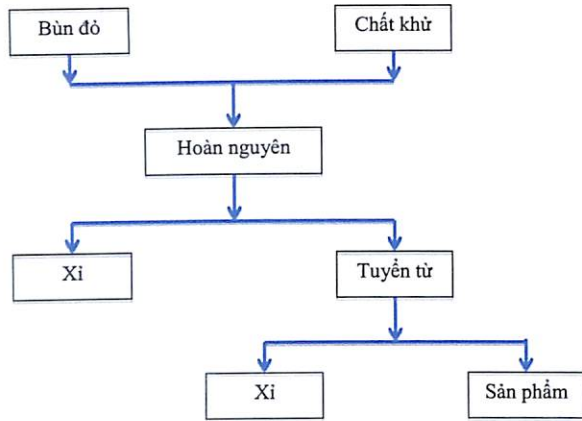 Bùn đỏ
Chất khử
Hoàn nguyên
Xỉ
Tuyển từ
Xỉ
Sản phẩm